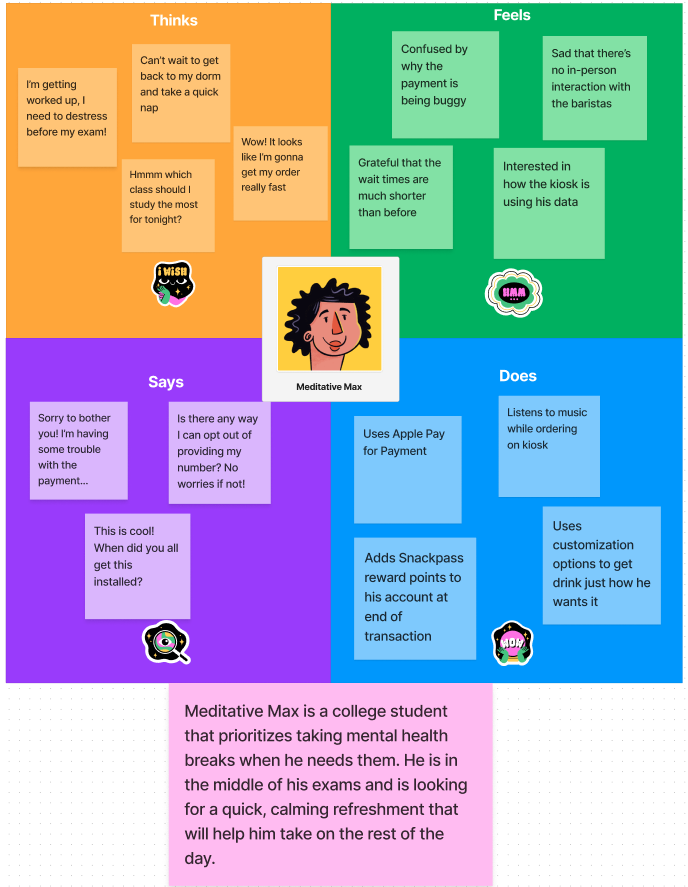 Thinks
I'm getting
worked up, I
need to destress
before my exam!
Can't wait to get
back to my dorm
and take a quick
nap
Hmmm which
class should I
study the most
for tonight?
Wow! It looks
like I'm gonna
get my order
really fast
i WiSH
Feels
Confused by
why the
payment is
being buggy
Sad that there's
no in-person
interaction with
the baristas
Grateful that the
wait times are
much shorter
than before
Interested in
how the kiosk is
using his data
HMM
...
Meditative Max
Says
Sorry to bother
you! I'm having
some trouble
with the
payment...
Is there any way
I can opt out of
providing my
number? No
worries if not!
This is cool!
When did you all
get this
installed?
Does
Uses Apple Pay
for Payment
Listens to music
while ordering
on kiosk
Adds Snackpass
reward points to
his account at
end of
transaction
Uses
customization
options to get
drink just how he
wants it
WOW
Meditative Max is a college student
that prioritizes taking mental health
breaks when he needs them. He is in
the middle of his exams and is looking
for a quick, calming refreshment that
will help him take on the rest of the
day.